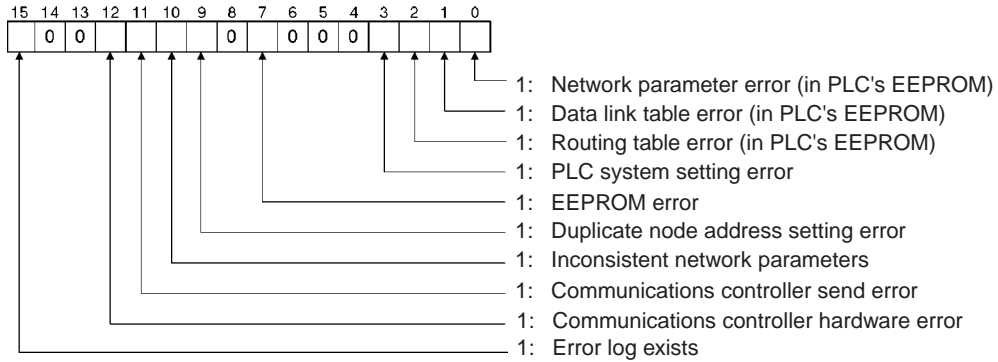 15 14 13 12 11 10 9 8 7 6 5 4 3 2 1 0
0 0 0 0 0 0
1: Network parameter error (in PLC's EEPROM)
1: Data link table error (in PLC's EEPROM)
1: Routing table error (in PLC's EEPROM)
1: PLC system setting error
1: EEPROM error
1: Duplicate node address setting error
1: Inconsistent network parameters
1: Communications controller send error
1: Communications controller hardware error
1: Error log exists